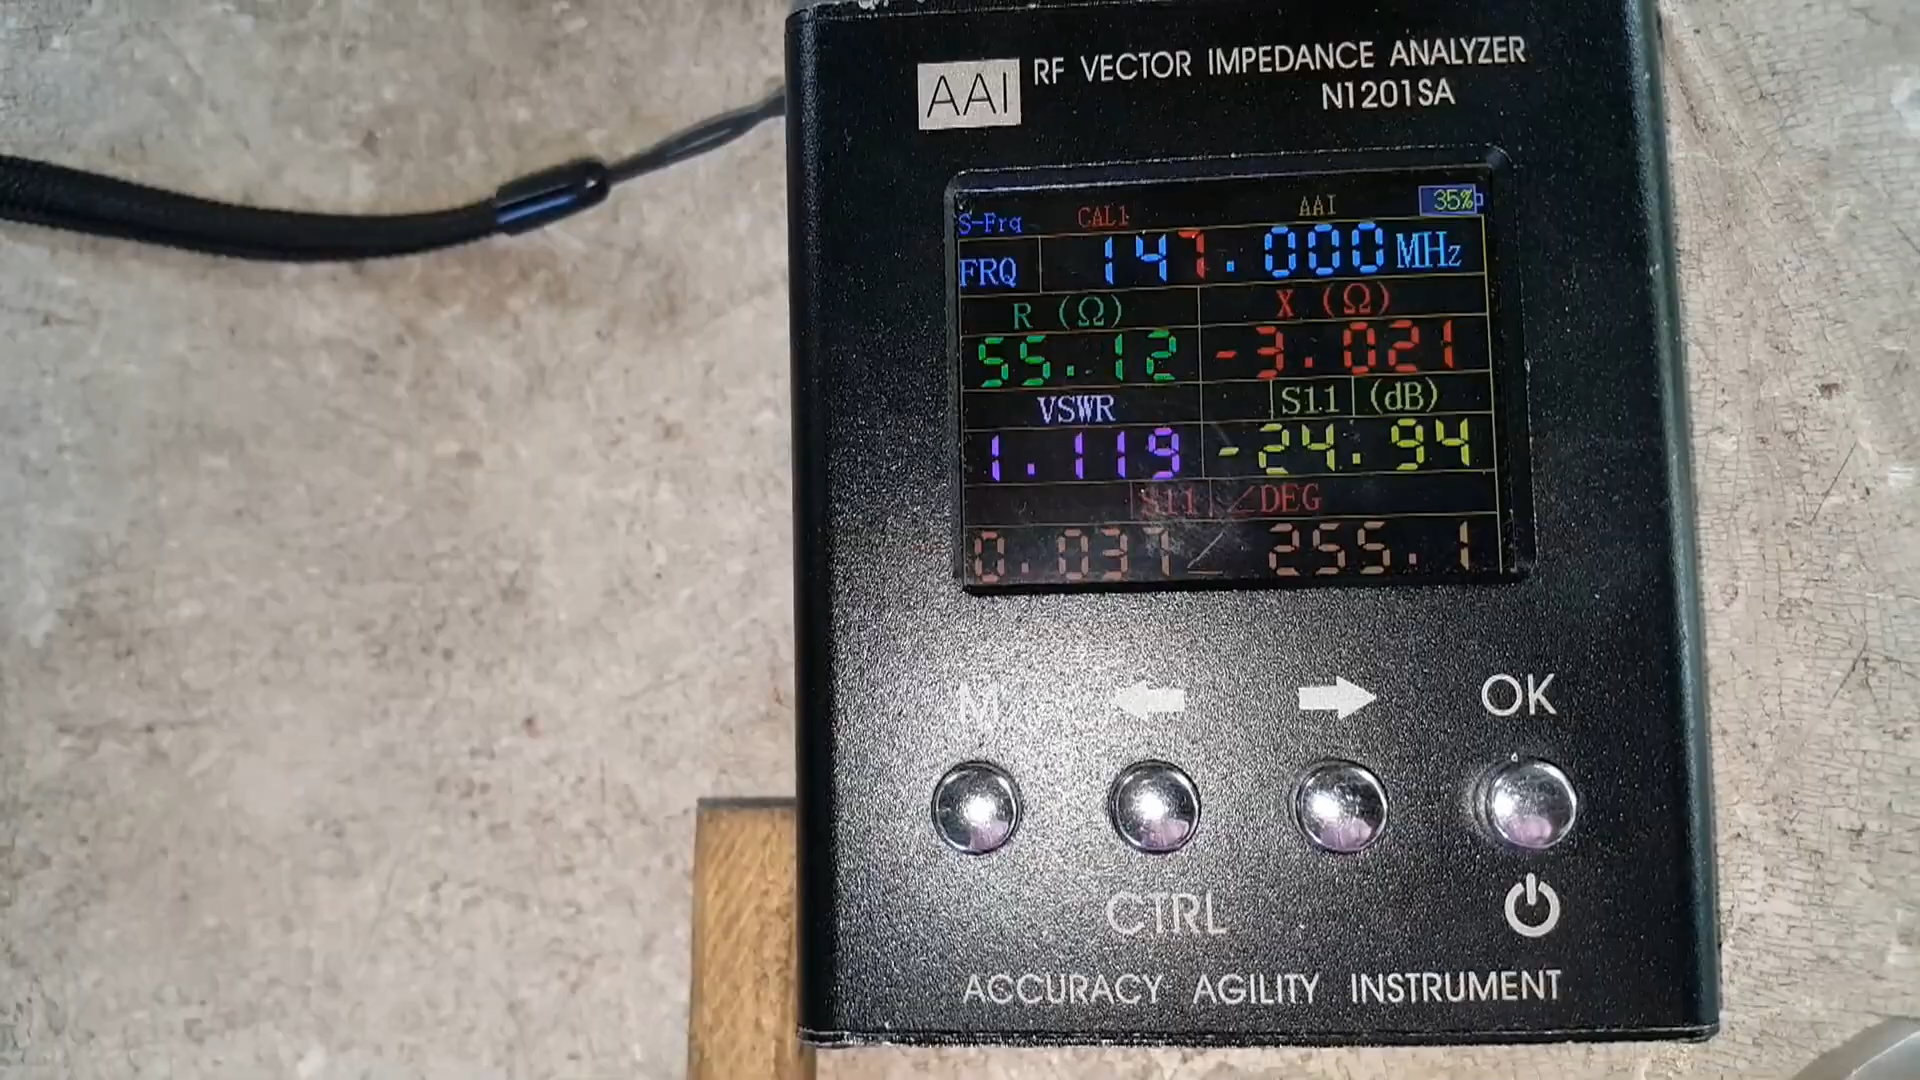 AAI RF VECTOR IMPEDANCE ANALYZER
N1201SA
S-Frq CAL1 AAI 35%
FRQ 147.000 MHz
R (Ω) X (Ω)
55.12 -3.021
VSWR |S11| (dB)
1.119 -24.94
|S11| ∠DEG
0.037 ∠ 255.1
M ← → OK
CTRL
ACCURACY AGILITY INSTRUMENT